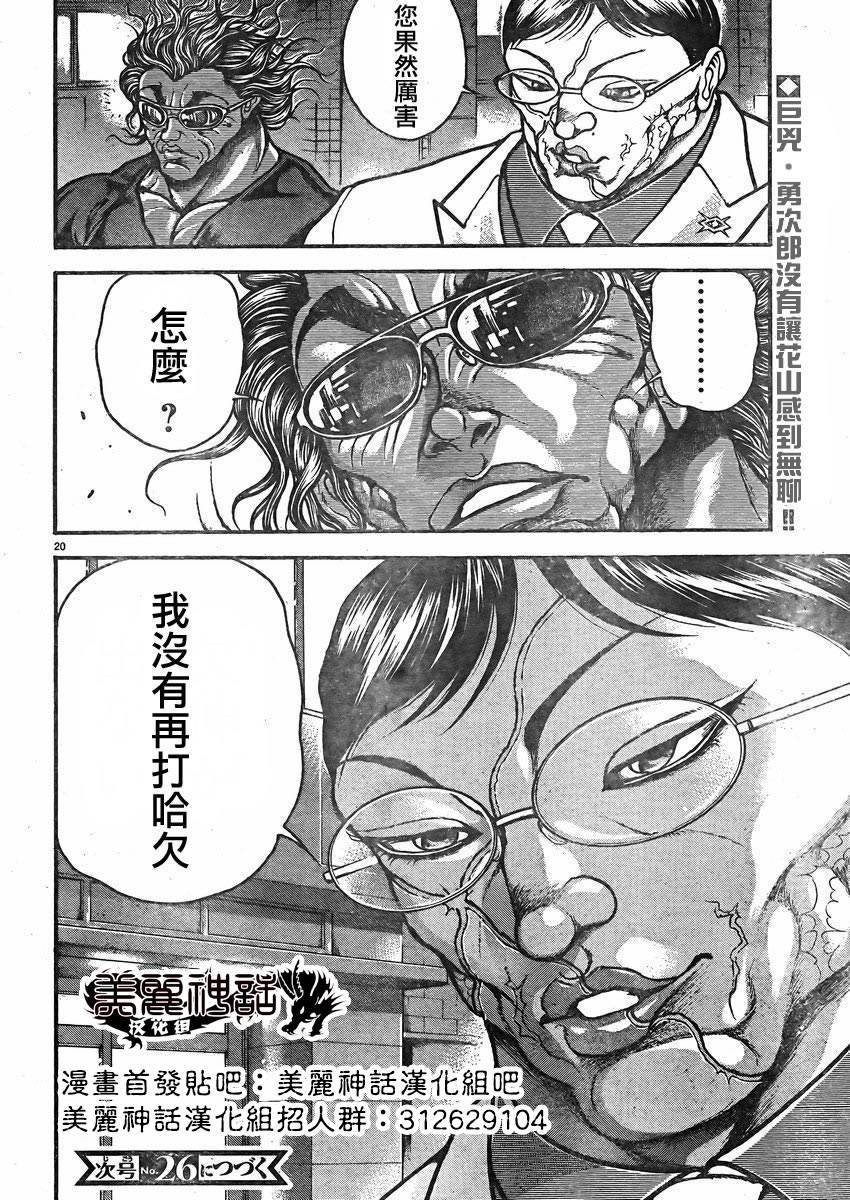 您果然厲害
◆巨兇・勇次郎沒有讓花山感到無聊!!
………
怎麼?
20
我沒有再打哈欠
美麗神話
汉化组
漫畫首發貼吧：美麗神話漢化組吧
美麗神話漢化組招人群：312629104
次号No.26につづく